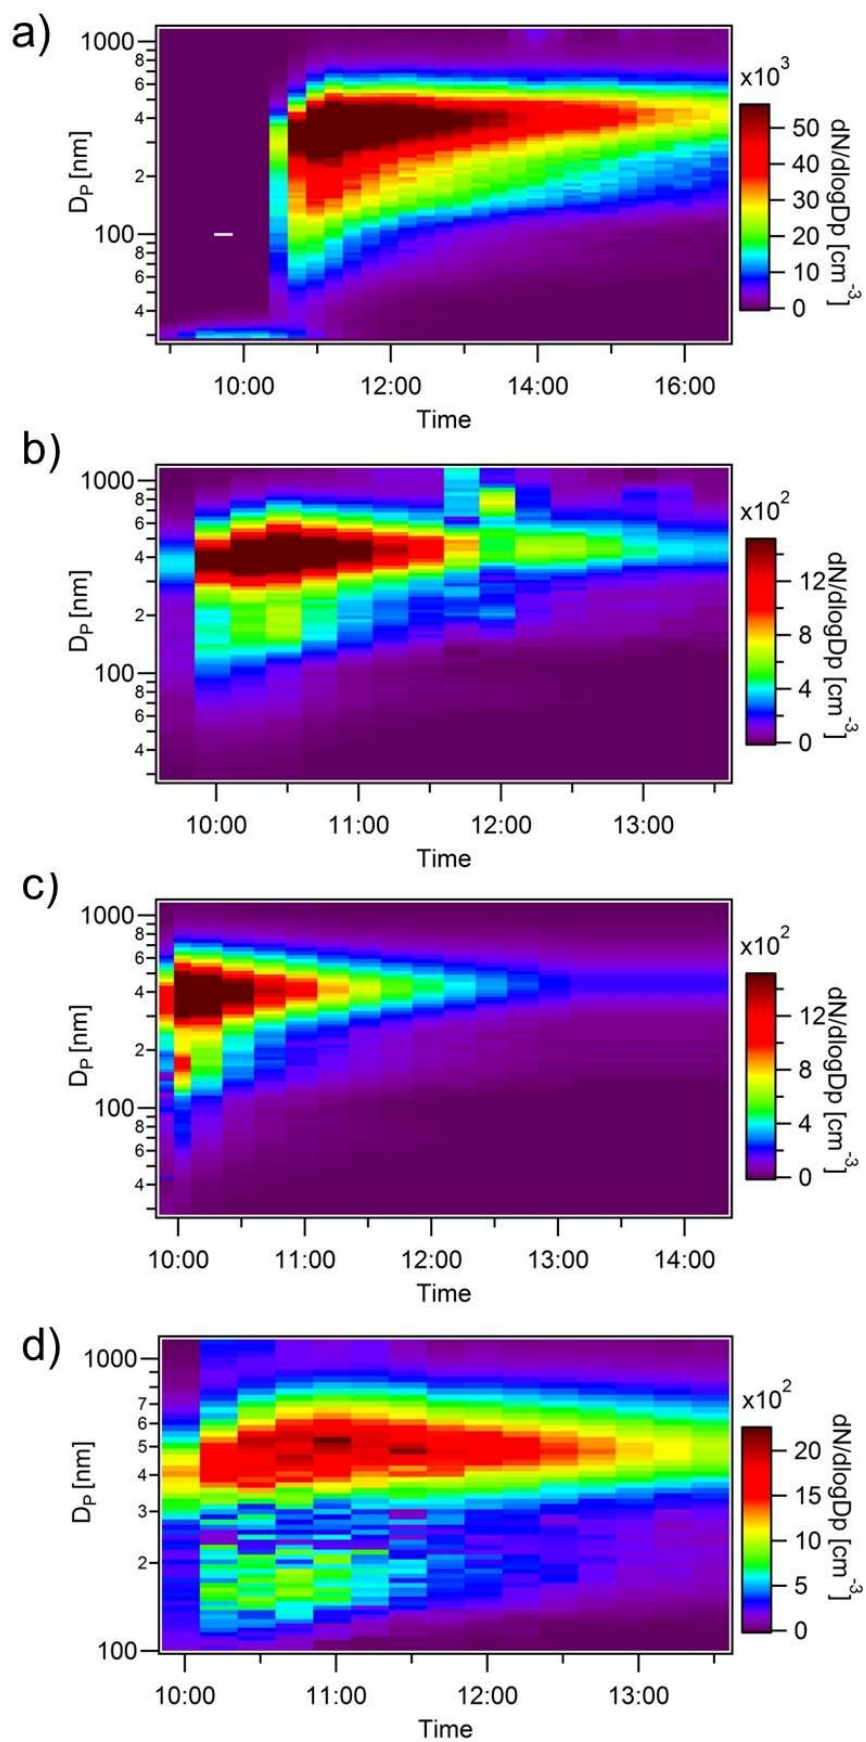 a)
1000
8
6
4
2
100
8
6
4
Dp [nm]
10:00 12:00 14:00 16:00
Time
x10³
50
40
30
20
10
0
dN/dlogDp [cm⁻³]
b)
1000
8
6
4
2
100
8
6
4
Dp [nm]
10:00 11:00 12:00 13:00
Time
x10²
12
8
4
0
dN/dlogDp [cm⁻³]
c)
1000
8
6
4
2
100
8
6
4
Dp [nm]
10:00 11:00 12:00 13:00 14:00
Time
x10²
12
8
4
0
dN/dlogDp [cm⁻³]
d)
1000
7
6
5
4
3
2
100
Dp [nm]
10:00 11:00 12:00 13:00
Time
x10²
20
15
10
5
0
dN/dlogDp [cm⁻³]